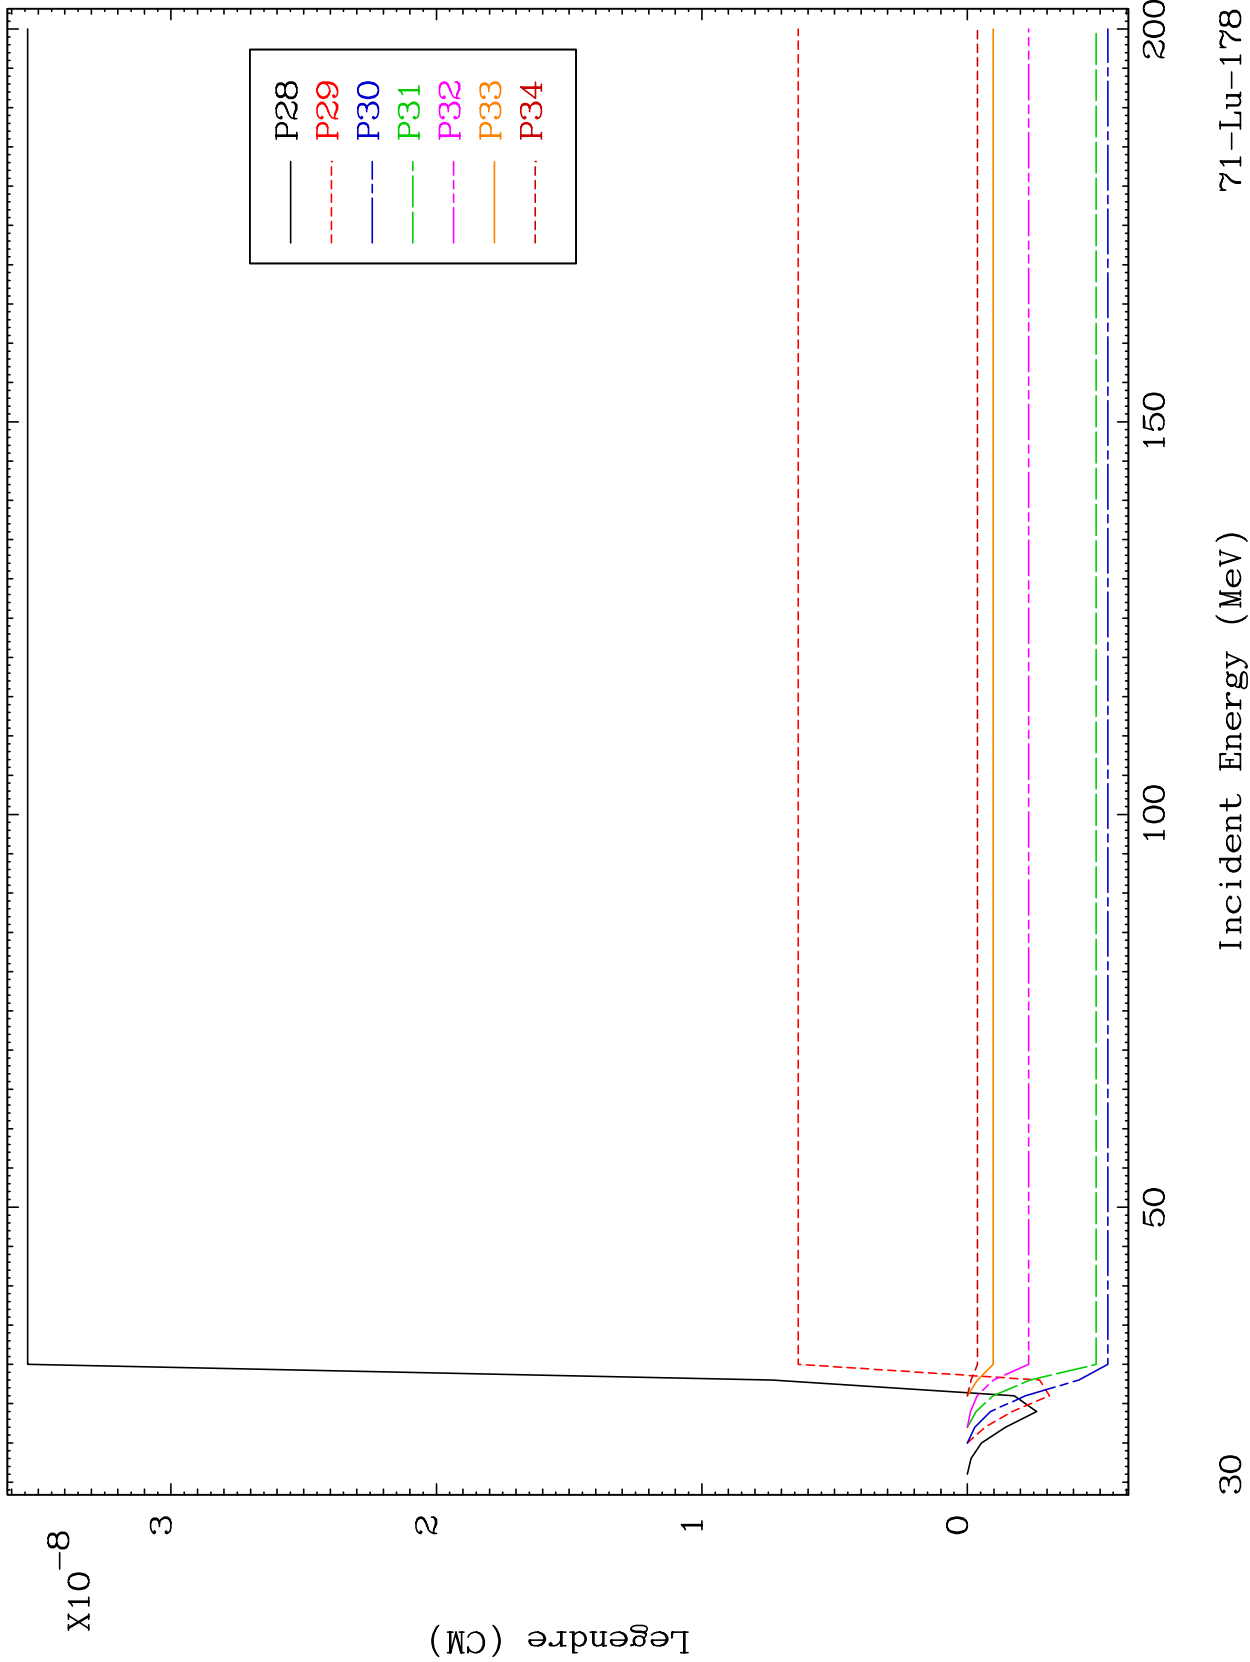 X10-8
3
2
1
0
Legendre (CM)
P28
P29
P30
P31
P32
P33
P34
50
100
150
200
30
Incident Energy (MeV)
71-Lu-178